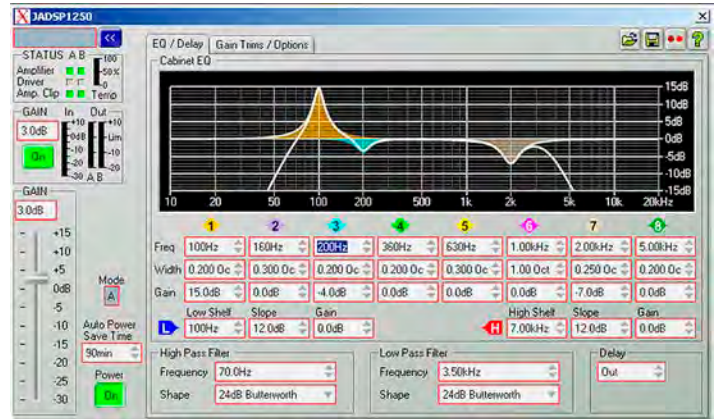 JADSP1250
<<
EQ / Delay Gain Trims / Options
STATUS A B
Amplifier
Driver
Amp. Clip
100
50%
0
Temp
Cabinet EQ
15dB
10dB
5dB
0dB
-5dB
-10dB
-15dB
10 20 50 100 200 500 1k 2k 5k 10k 20kHz
GAIN In Out
3.0dB
On
+10 +10
0dB Lim
-10 -10
-20 -20
-30 A B
GAIN
3.0dB
+15
+10
+5
0dB
-5
-10
-15
-20
-25
-30
Mode
A
Auto Power
Save Time
90min
Power
On
1 2 3 4 5 6 7 8
Freq 100Hz 160Hz 200Hz 360Hz 630Hz 1.00kHz 2.00kHz 5.00kHz
Width 0.200 Oc 0.300 Oc 0.200 Oc 0.200 Oc 0.300 Oc 1.00 Oct 0.250 Oc 0.200 Oc
Gain 15.0dB 0.0dB -4.0dB 0.0dB 0.0dB 0.0dB -7.0dB 0.0dB
Low Shelf Slope Gain High Shelf Slope Gain
L 100Hz 12.0dB 0.0dB H 7.00kHz 12.0dB 0.0dB
High Pass Filter
Frequency 70.0Hz
Shape 24dB Butterworth
Low Pass Filter
Frequency 3.50kHz
Shape 24dB Butterworth
Delay
Out